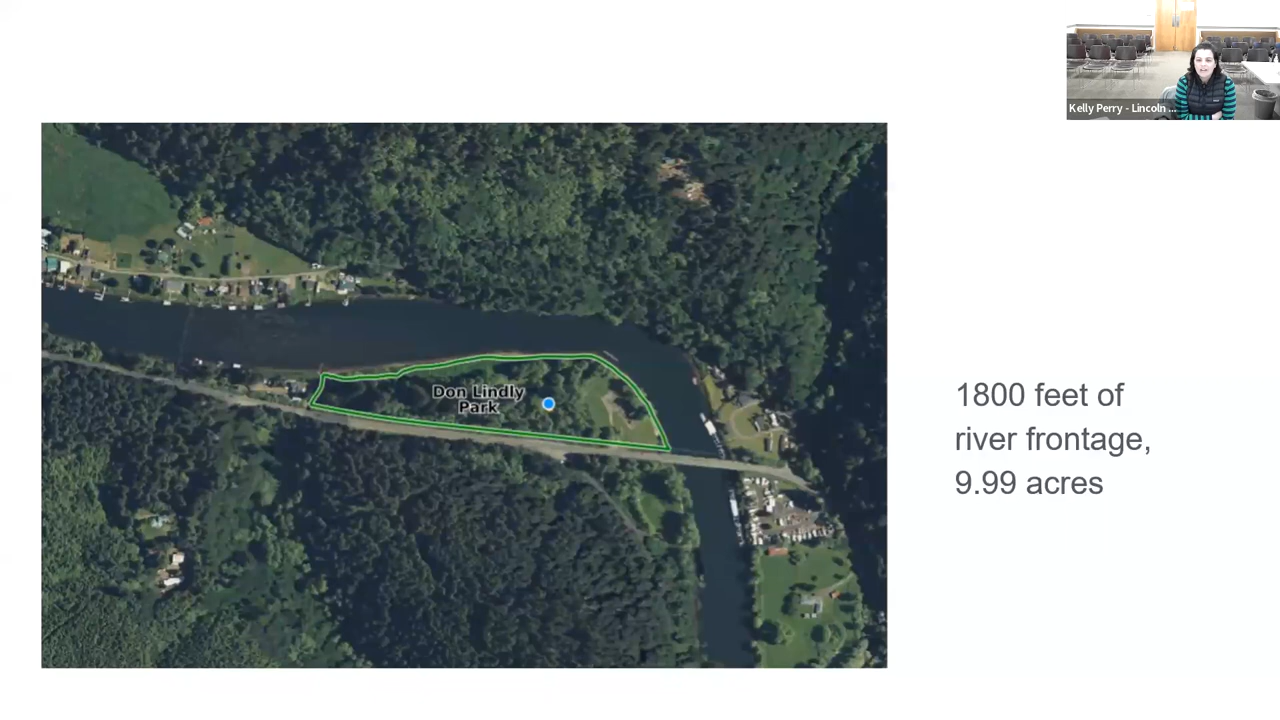 Kelly Perry - Lincoln ...
Don Lindly
Park
1800 feet of
river frontage,
9.99 acres